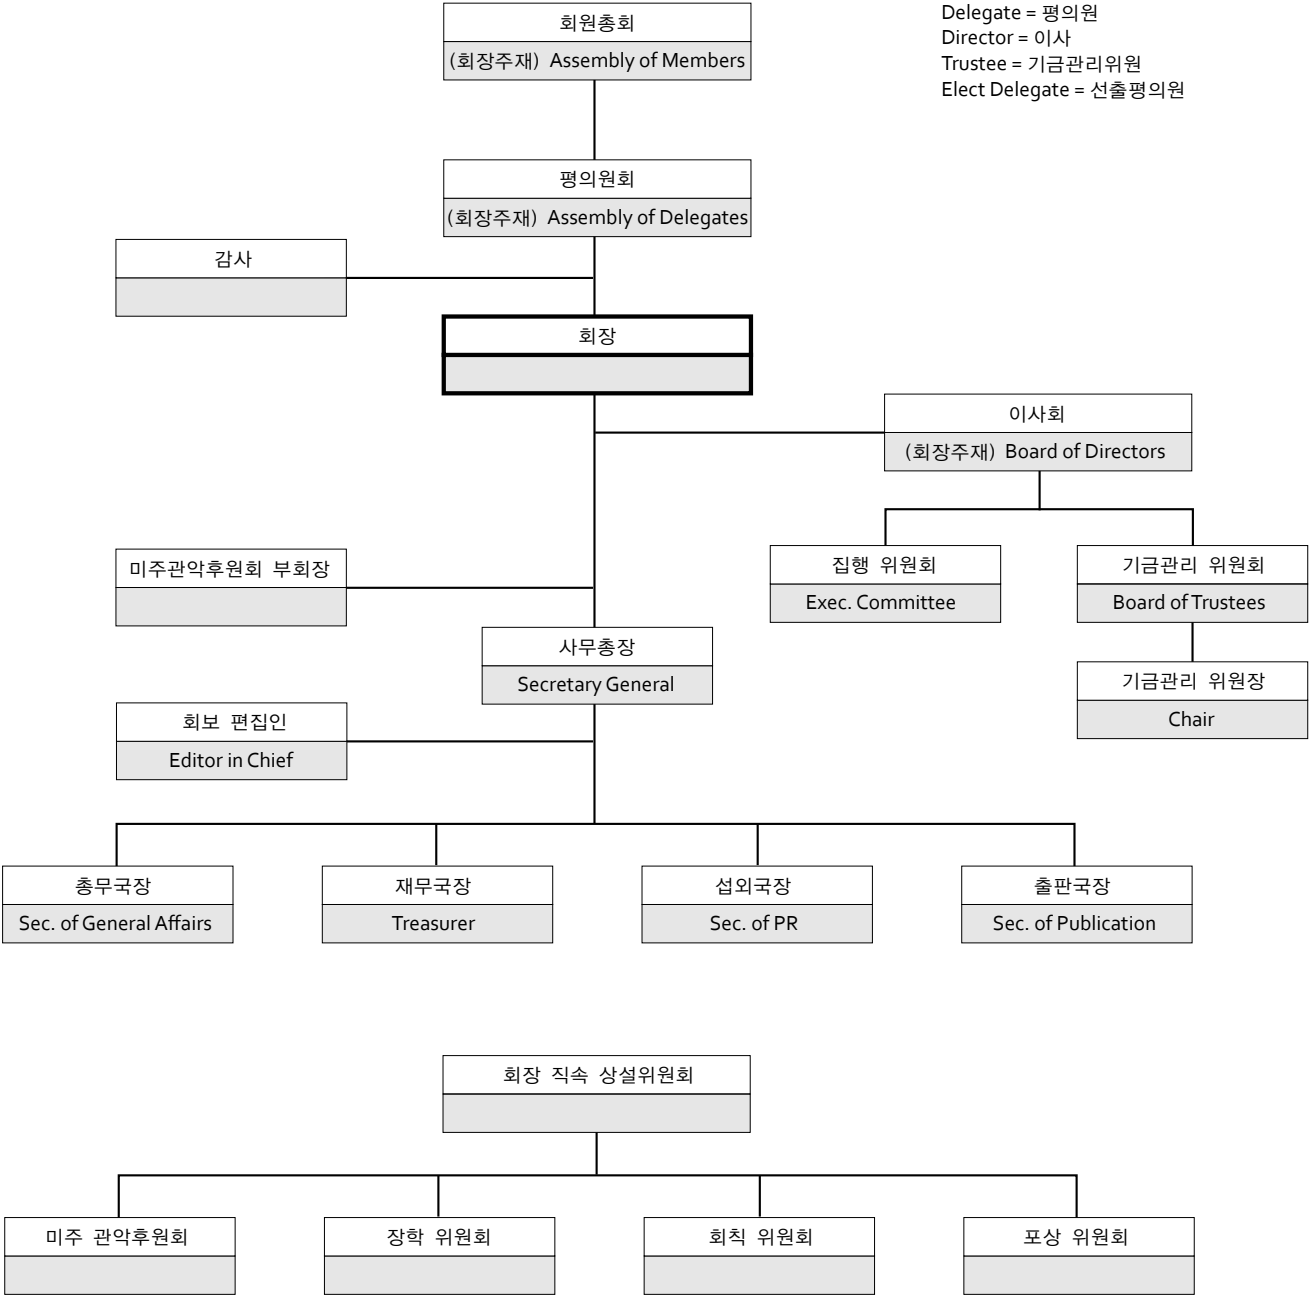 회원총회
(회장주재) Assembly of Members
Delegate = 평의원
Director = 이사
Trustee = 기금관리위원
Elect Delegate = 선출평의원
평의원회
(회장주재) Assembly of Delegates
감사
회장
이사회
(회장주재) Board of Directors
미주관악후원회 부회장
집행 위원회
Exec. Committee
기금관리 위원회
Board of Trustees
사무총장
Secretary General
기금관리 위원장
Chair
회보 편집인
Editor in Chief
총무국장
Sec. of General Affairs
재무국장
Treasurer
섭외국장
Sec. of PR
출판국장
Sec. of Publication
회장 직속 상설위원회
미주 관악후원회
장학 위원회
회칙 위원회
포상 위원회